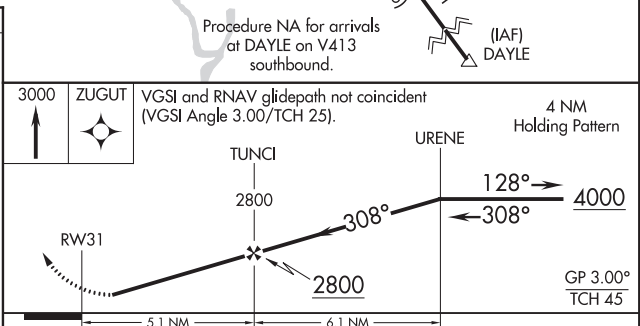 Procedure NA for arrivals
at DAYLE on V413
southbound.
(IAF)
DAYLE
3000
ZUGUT
VGSI and RNAV glidepath not coincident
(VGSI Angle 3.00/TCH 25).
4 NM
Holding Pattern
TUNCI
URENE
2800
128°
4000
308°
308°
RW31
2800
GP 3.00°
TCH 45
5.1 NM
6.1 NM